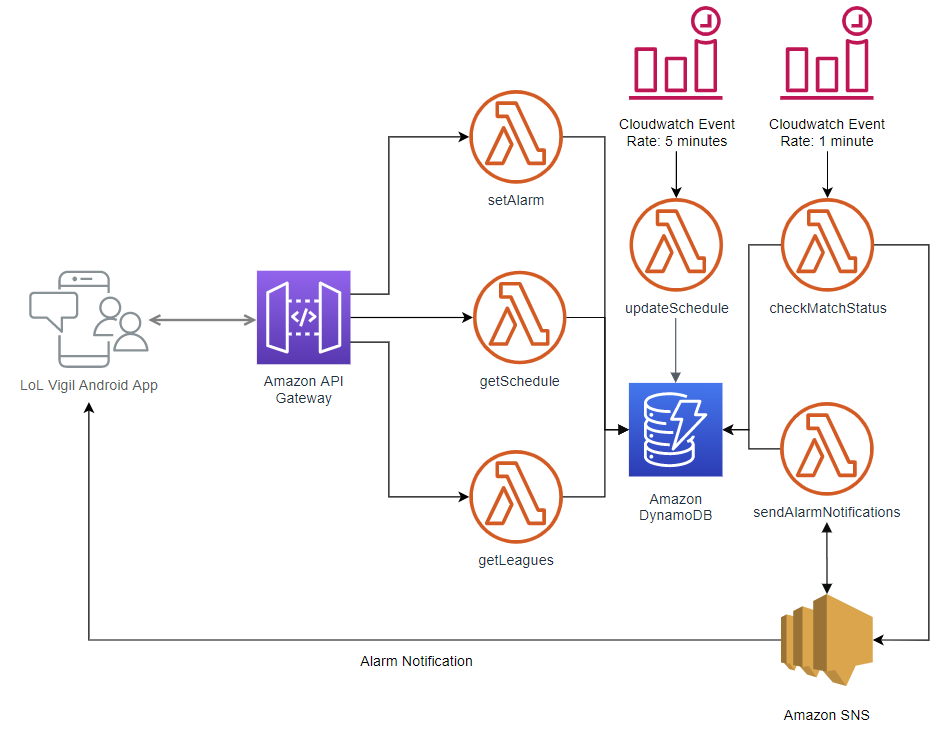 Cloudwatch Event
Rate: 5 minutes
Cloudwatch Event
Rate: 1 minute
setAlarm
updateSchedule
checkMatchStatus
</>
LoL Vigil Android App
Amazon API
Gateway
getSchedule
Amazon
DynamoDB
sendAlarmNotifications
getLeagues
Alarm Notification
Amazon SNS